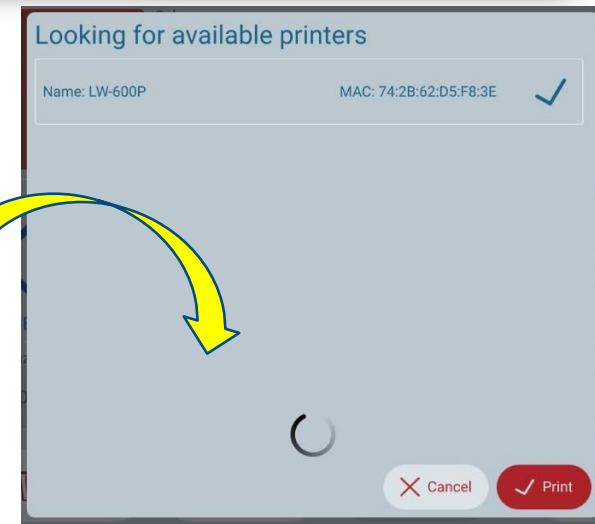 Looking for available printers
Name: LW-600P MAC: 74:2B:62:D5:F8:3E
Cancel Print